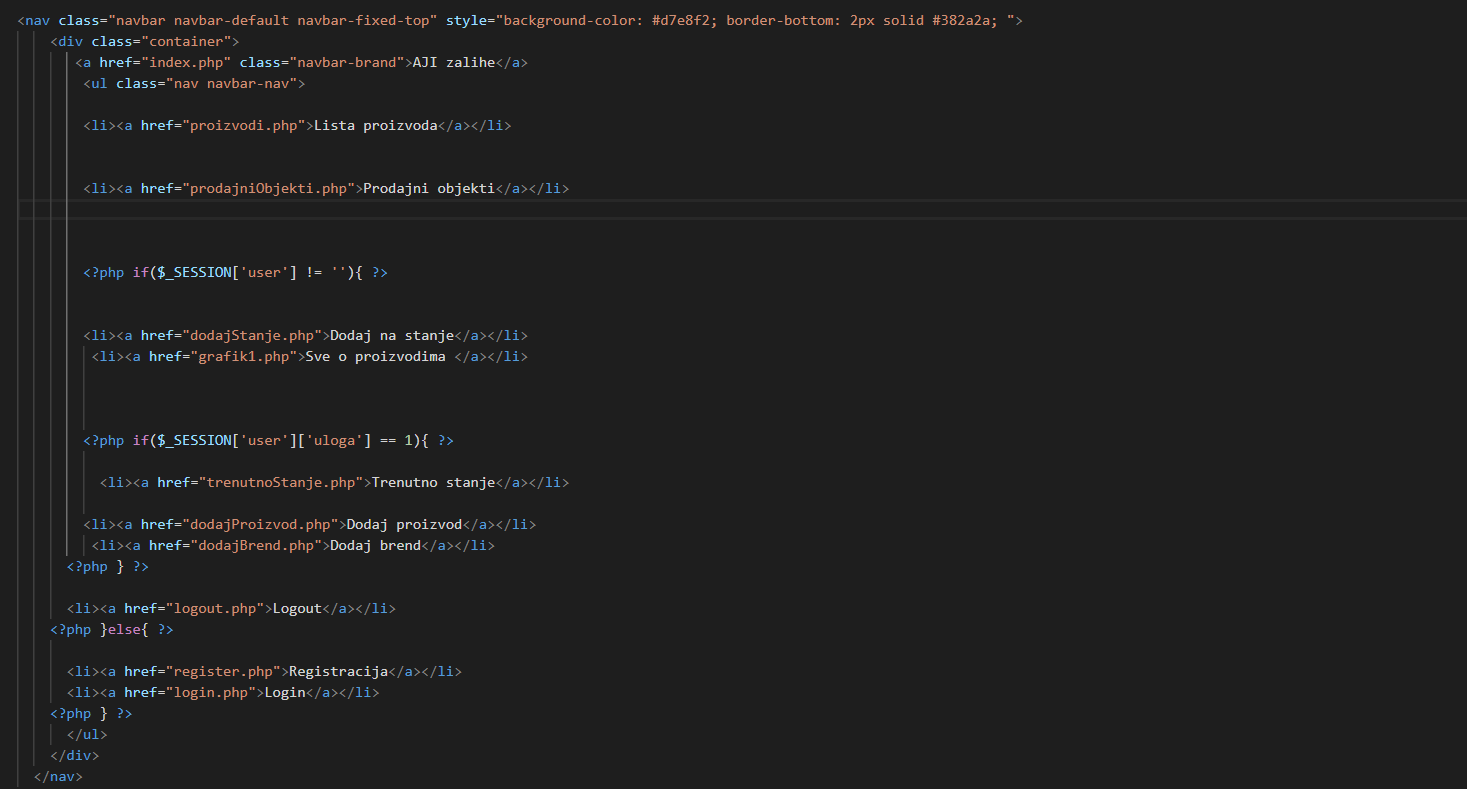 <nav class="navbar navbar-default navbar-fixed-top" style="background-color: #d7e8f2; border-bottom: 2px solid #382a2a; ">
<div class="container">
<a href="index.php" class="navbar-brand">AJI zalihe</a>
<ul class="nav navbar-nav">
<li><a href="proizvodi.php">Lista proizvoda</a></li>
<li><a href="prodajniObjekti.php">Prodajni objekti</a></li>
<?php if($_SESSION['user'] != ''){ ?>
<li><a href="dodajStanje.php">Dodaj na stanje</a></li>
<li><a href="grafik1.php">Sve o proizvodima </a></li>
<?php if($_SESSION['user']['uloga'] == 1){ ?>
<li><a href="trenutnoStanje.php">Trenutno stanje</a></li>
<li><a href="dodajProizvod.php">Dodaj proizvod</a></li>
<li><a href="dodajBrend.php">Dodaj brend</a></li>
<?php } ?>
<li><a href="logout.php">Logout</a></li>
<?php }else{ ?>
<li><a href="register.php">Registracija</a></li>
<li><a href="login.php">Login</a></li>
<?php } ?>
</ul>
</div>
</nav>